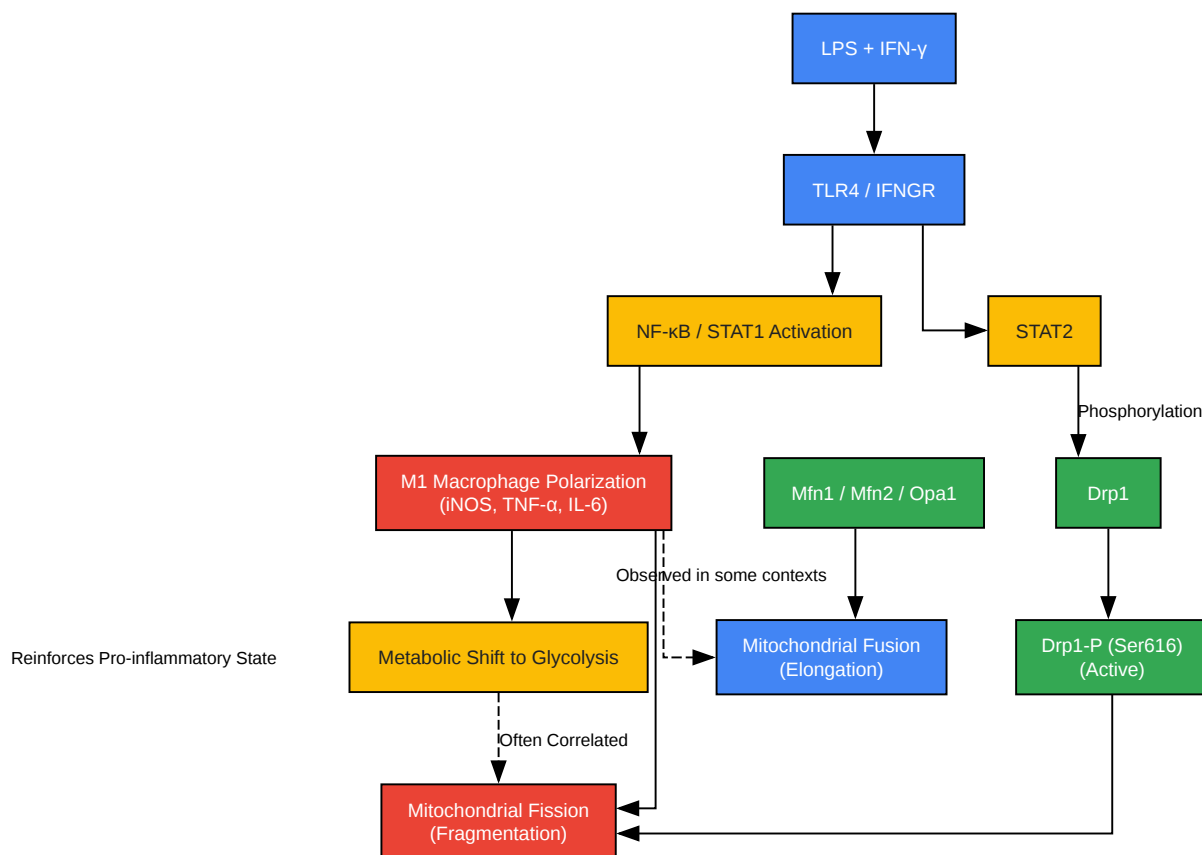 LPS + IFN-γ
TLR4 / IFNGR
NF-κB / STAT1 Activation
STAT2
Phosphorylation
M1 Macrophage Polarization
(iNOS, TNF-α, IL-6)
Mfn1 / Mfn2 / Opa1
Drp1
Observed in some contexts
Reinforces Pro-inflammatory State
Metabolic Shift to Glycolysis
Mitochondrial Fusion
(Elongation)
Drp1-P (Ser616)
(Active)
Often Correlated
Mitochondrial Fission
(Fragmentation)